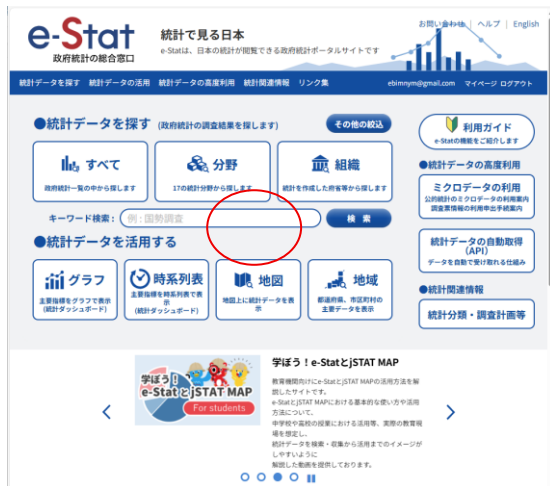 e-Stat
政府統計の総合窓口
統計で見る日本
e-Statは、日本の統計が閲覧できる政府統計ポータルサイトです
お問い合わせ | ヘルプ | English
統計データを探す 統計データの活用 統計データの高度利用 統計関連情報 リンク集
ebimnym@gmail.com マイページ ログアウト
●統計データを探す (政府統計の調査結果を探します)
その他の絞込
すべて
政府統計一覧の中から探します
分野
17の統計分野から探します
組織
統計を作成した府省等から探します
キーワード検索：
例：国勢調査
検 索
●統計データを活用する
グラフ
主要指標をグラフで表示
(統計ダッシュボード)
時系列表
主要指標を時系列表で表
示
(統計ダッシュボード)
地図
地図上に統計データを表
示
地域
都道府県、市区町村の
主要データを表示
利用ガイド
e-Statの機能をご紹介します
●統計データの高度利用
ミクロデータの利用
公的統計のミクロデータの利用案内
調査票情報の利用申出手続案内
統計データの自動取得
(API)
データを自動で受け取れる仕組み
●統計関連情報
統計分類・調査計画等
学ぼう！
e-StatとjSTAT MAP
For students
学ぼう！e-StatとjSTAT MAP
教育機関向けにe-StatとjSTAT MAPの活用方法を解
説したサイトです。
e-StatとjSTAT MAPにおける基本的な使い方や活用
方法について、
中学校や高校の授業における活用等、実際の教育現
場を想定し、
統計データを検索・収集から活用までのイメージが
しやすいように
解説した動画を提供しております。